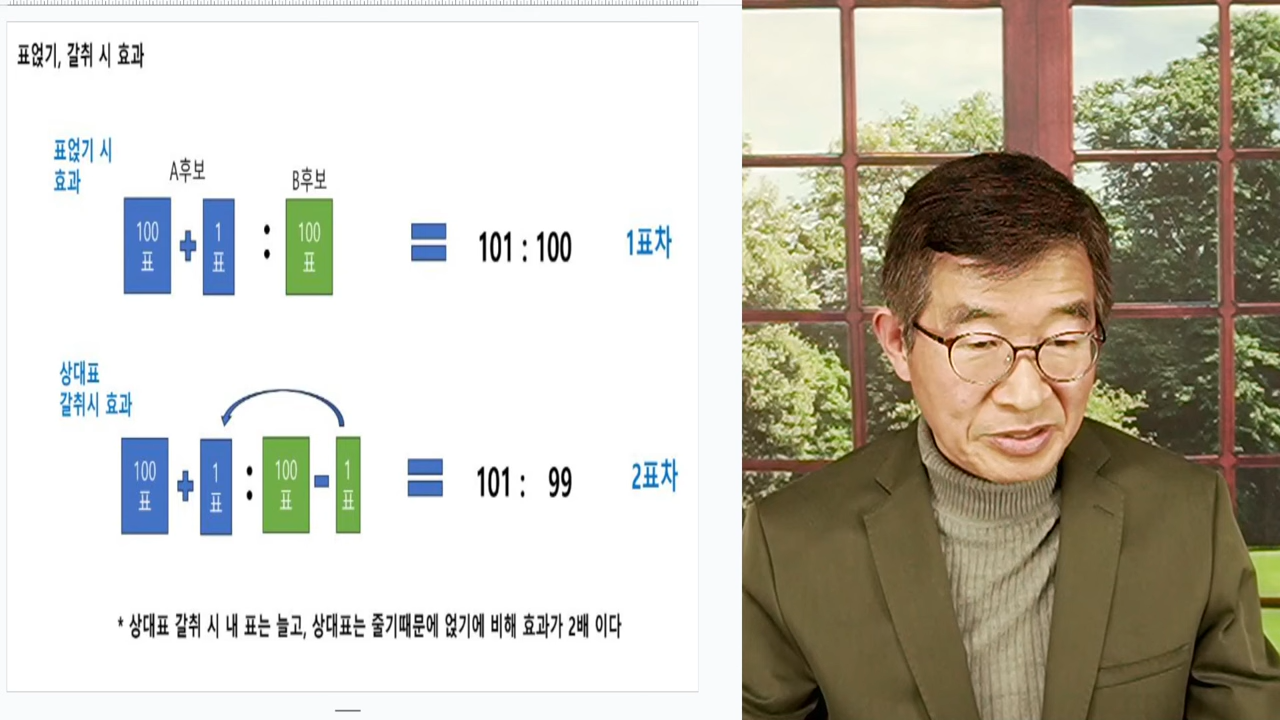 표얹기, 갈취 시 효과
표얹기 시
효과
A후보
B후보
100
표
1
표
:
100
표
101 : 100
1표차
상대표
갈취시 효과
100
표
1
표
:
100
표
1
표
101 : 99
2표차
* 상대표 갈취 시 내 표는 늘고, 상대표는 줄기때문에 얹기에 비해 효과가 2배 이다